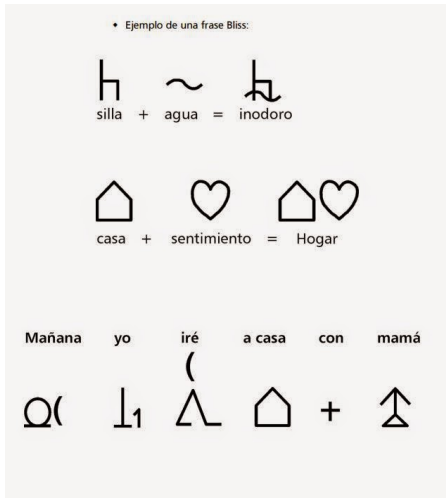 • Ejemplo de una frase Bliss:
silla + agua = inodoro
casa + sentimiento = Hogar
Mañana yo iré a casa con mamá